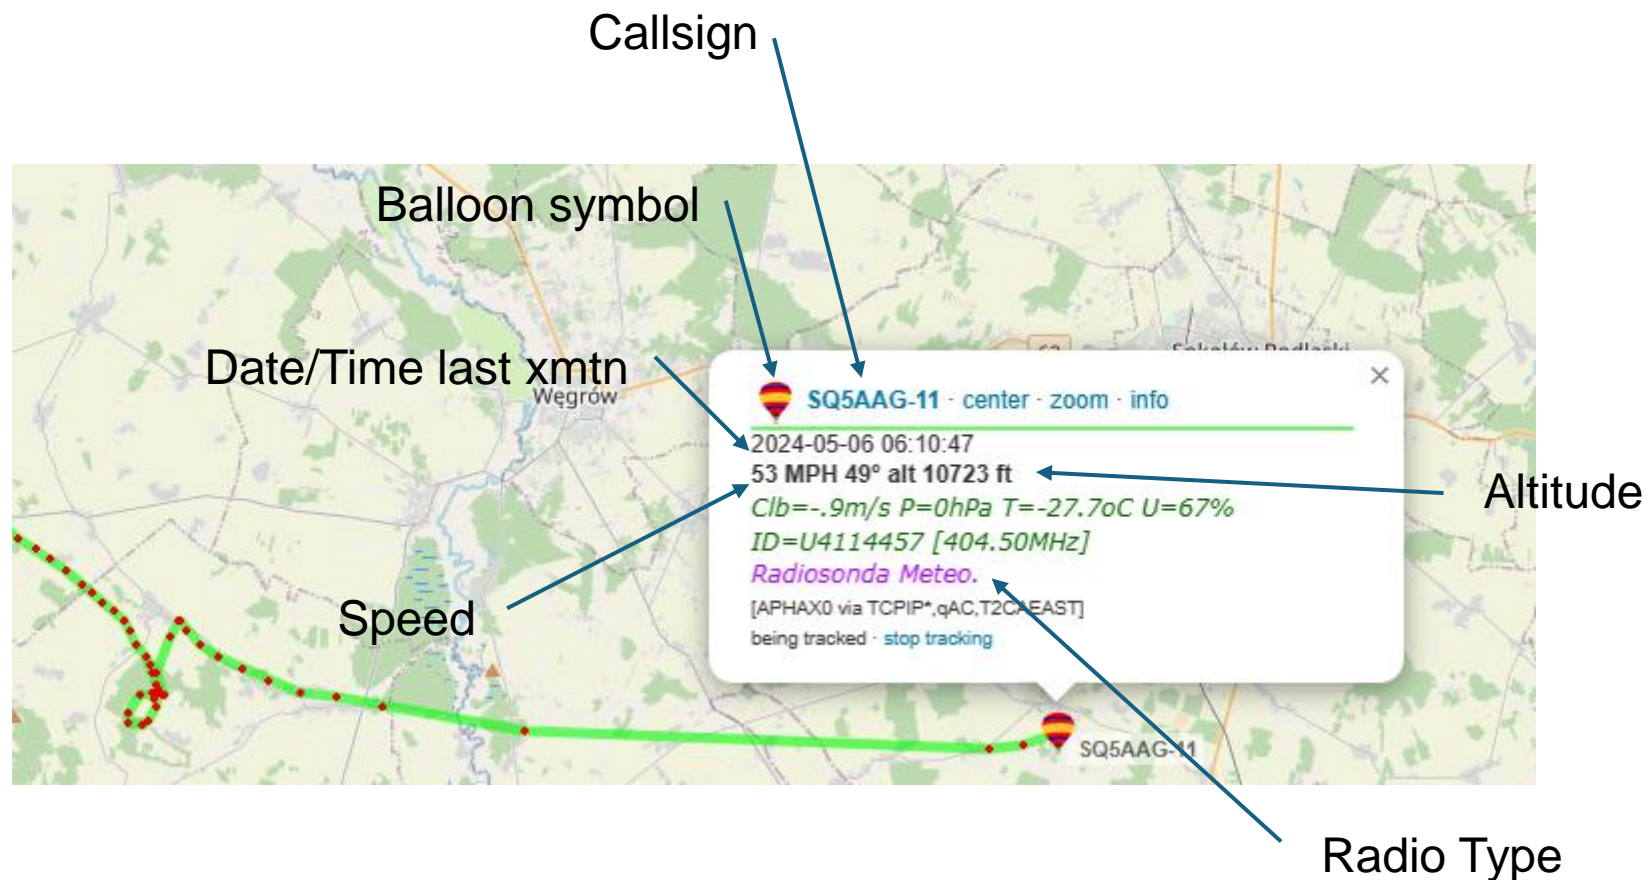 Callsign
Balloon symbol
Date/Time last xmtn
Węgrów
SQ5AAG-11 · center · zoom · info
×
2024-05-06 06:10:47
53 MPH 49º alt 10723 ft
Altitude
Clb=-.9m/s P=0hPa T=-27.7oC U=67%
ID=U4114457 [404.50MHz]
Radiosonda Meteo.
[APHAX0 via TCPIP*,qAC,T2CAEAST]
being tracked · stop tracking
Speed
SQ5AAG-11
Radio Type